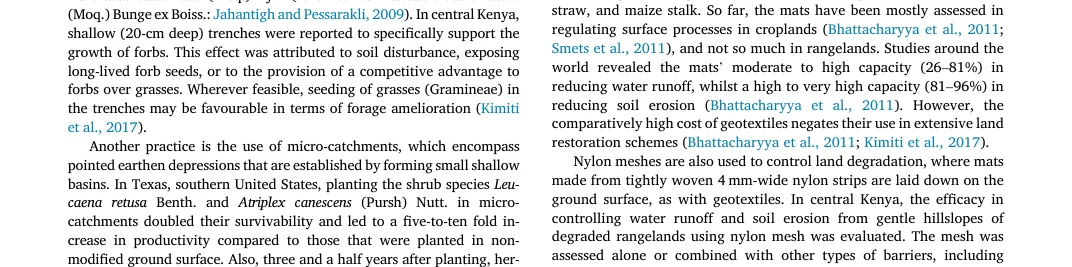 (Moq.) Bunge ex Boiss.: Jahantigh and Pessarakli, 2009). In central Kenya,
shallow (20-cm deep) trenches were reported to specifically support the
growth of forbs. This effect was attributed to soil disturbance, exposing
long-lived forb seeds, or to the provision of a competitive advantage to
forbs over grasses. Wherever feasible, seeding of grasses (Gramineae) in
the trenches may be favourable in terms of forage amelioration (Kimiti
et al., 2017).
Another practice is the use of micro-catchments, which encompass
pointed earthen depressions that are established by forming small shallow
basins. In Texas, southern United States, planting the shrub species Leu-
caena retusa Benth. and Atriplex canescens (Pursh) Nutt. in micro-
catchments doubled their survivability and led to a five-to-ten fold in-
crease in productivity compared to those that were planted in non-
modified ground surface. Also, three and a half years after planting, her-
straw, and maize stalk. So far, the mats have been mostly assessed in
regulating surface processes in croplands (Bhattacharyya et al., 2011;
Smets et al., 2011), and not so much in rangelands. Studies around the
world revealed the mats' moderate to high capacity (26–81%) in
reducing water runoff, whilst a high to very high capacity (81–96%) in
reducing soil erosion (Bhattacharyya et al., 2011). However, the
comparatively high cost of geotextiles negates their use in extensive land
restoration schemes (Bhattacharyya et al., 2011; Kimiti et al., 2017).
Nylon meshes are also used to control land degradation, where mats
made from tightly woven 4 mm-wide nylon strips are laid down on the
ground surface, as with geotextiles. In central Kenya, the efficacy in
controlling water runoff and soil erosion from gentle hillslopes of
degraded rangelands using nylon mesh was evaluated. The mesh was
assessed alone or combined with other types of barriers, including